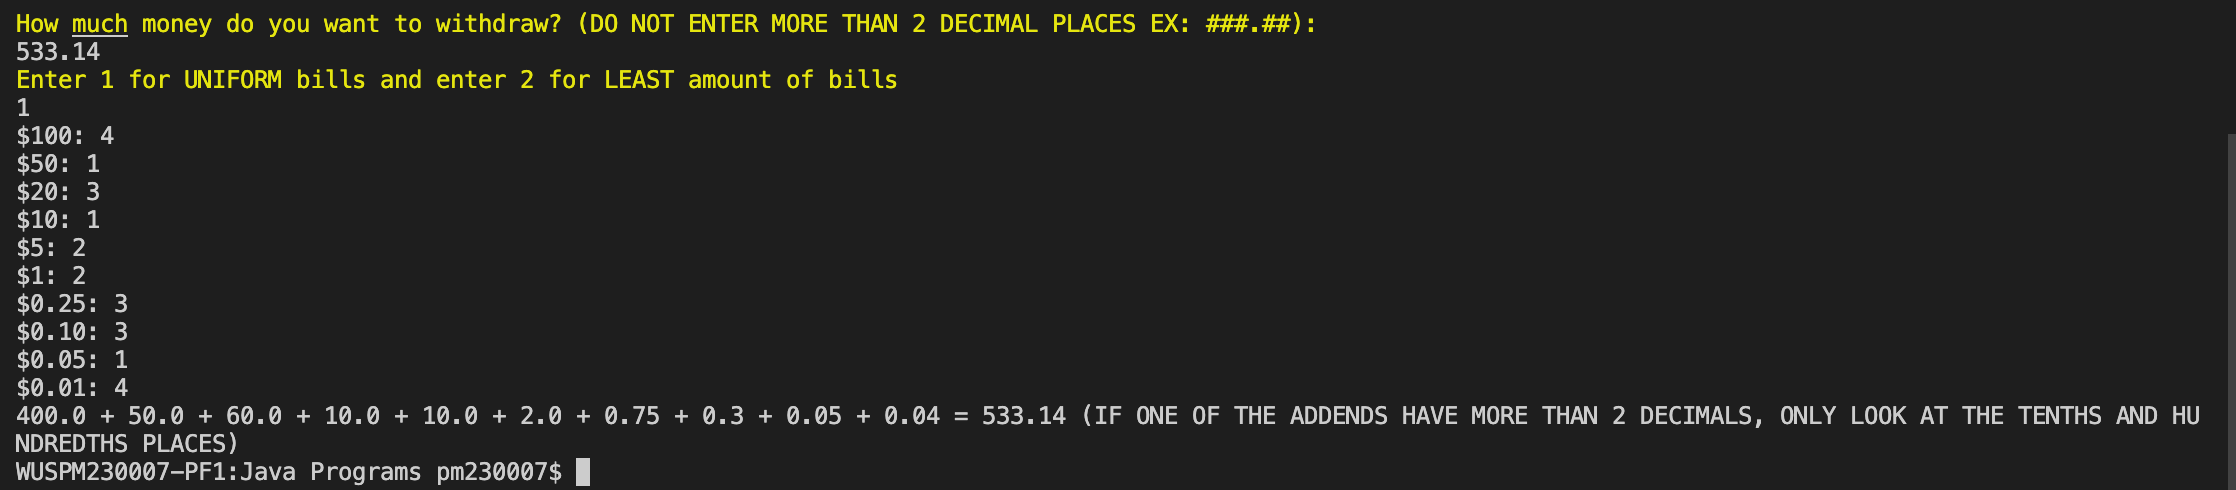 How much money do you want to withdraw? (DO NOT ENTER MORE THAN 2 DECIMAL PLACES EX: ###.##):
533.14
Enter 1 for UNIFORM bills and enter 2 for LEAST amount of bills
1
$100: 4
$50: 1
$20: 3
$10: 1
$5: 2
$1: 2
$0.25: 3
$0.10: 3
$0.05: 1
$0.01: 4
400.0 + 50.0 + 60.0 + 10.0 + 10.0 + 2.0 + 0.75 + 0.3 + 0.05 + 0.04 = 533.14 (IF ONE OF THE ADDENDS HAVE MORE THAN 2 DECIMALS, ONLY LOOK AT THE TENTHS AND HU
NDREDTHS PLACES)
WUSPM230007-PF1:Java Programs pm230007$